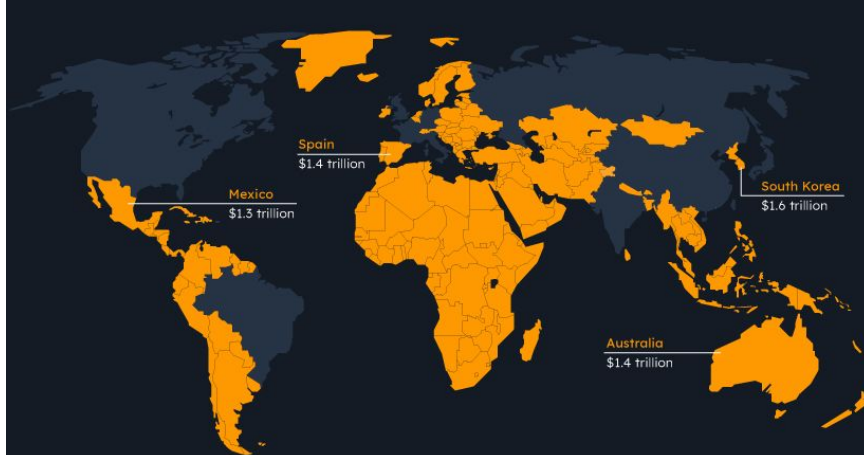 Spain
$1.4 trillion
Mexico
$1.3 trillion
South Korea
$1.6 trillion
Australia
$1.4 trillion